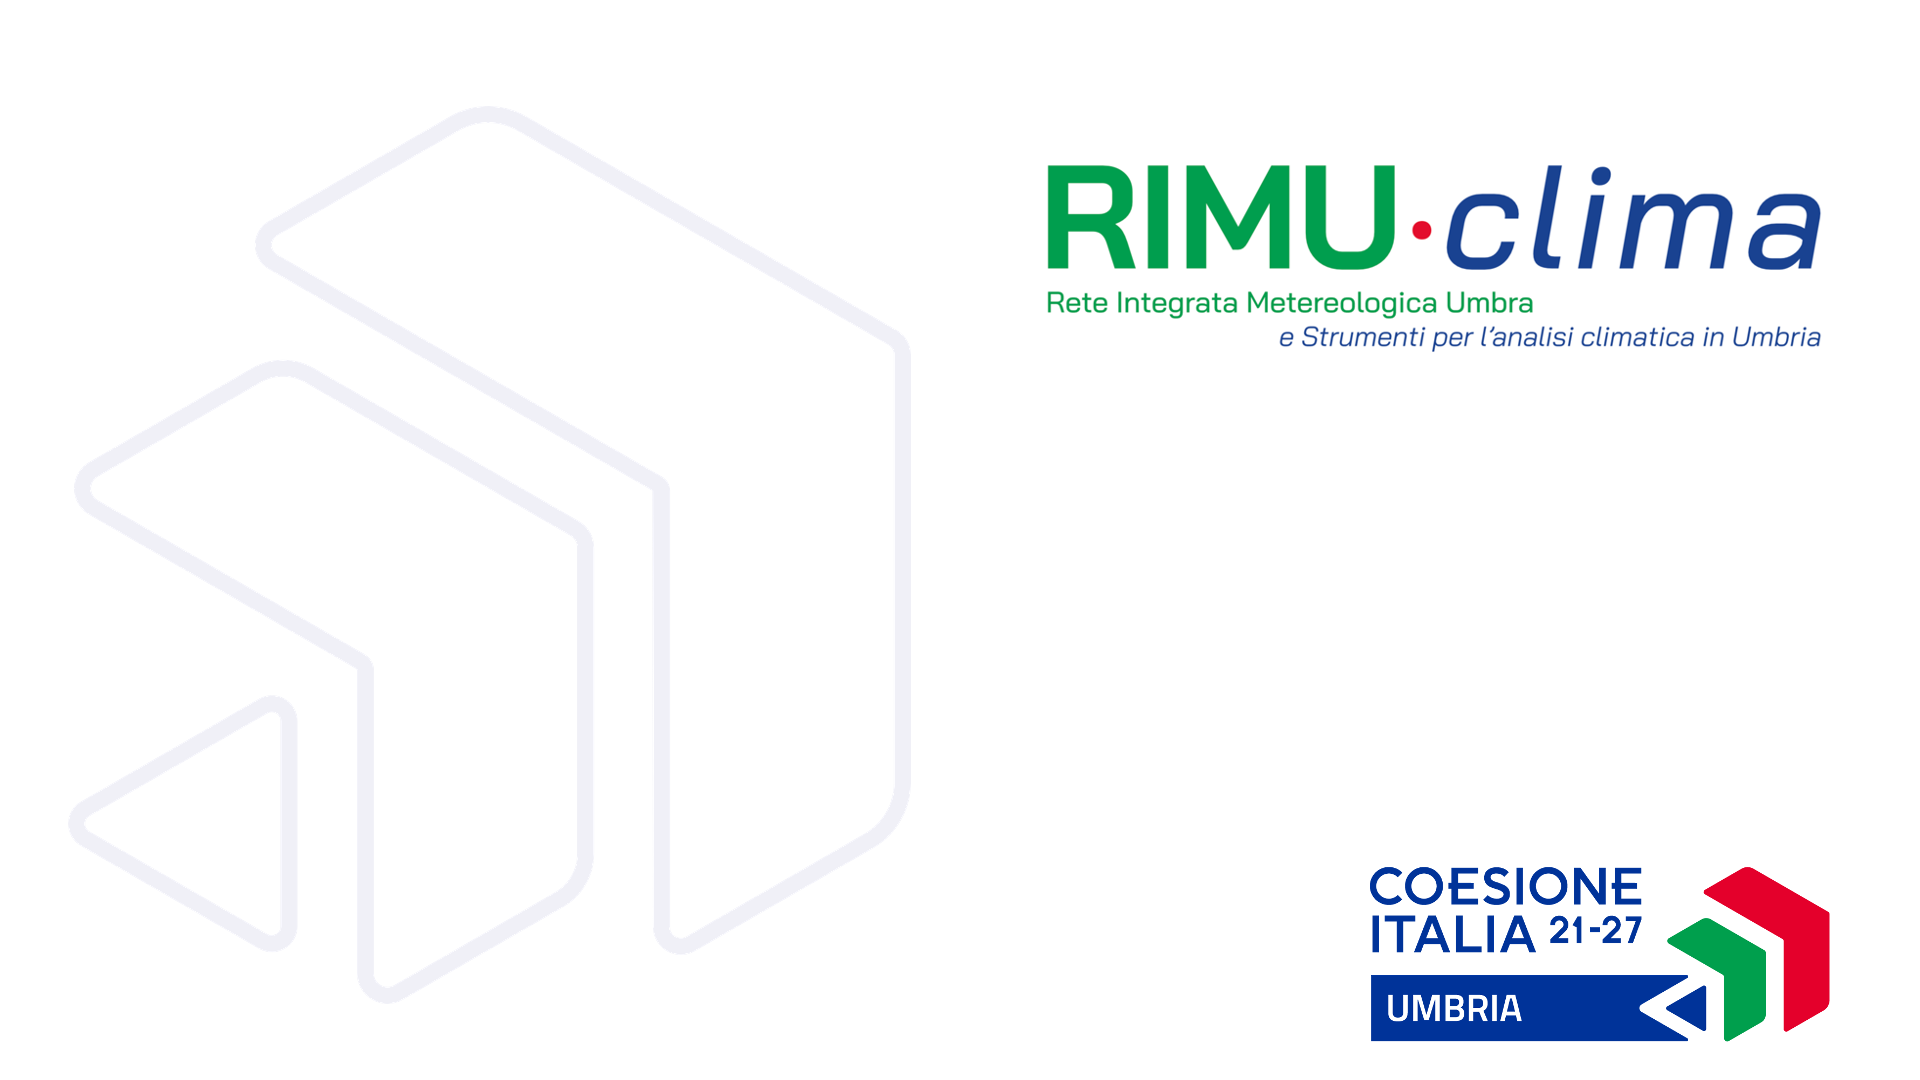 RIMU·clima
Rete Integrata Metereologica Umbra
e Strumenti per l'analisi climatica in Umbria
COESIONE
ITALIA 21-27
UMBRIA